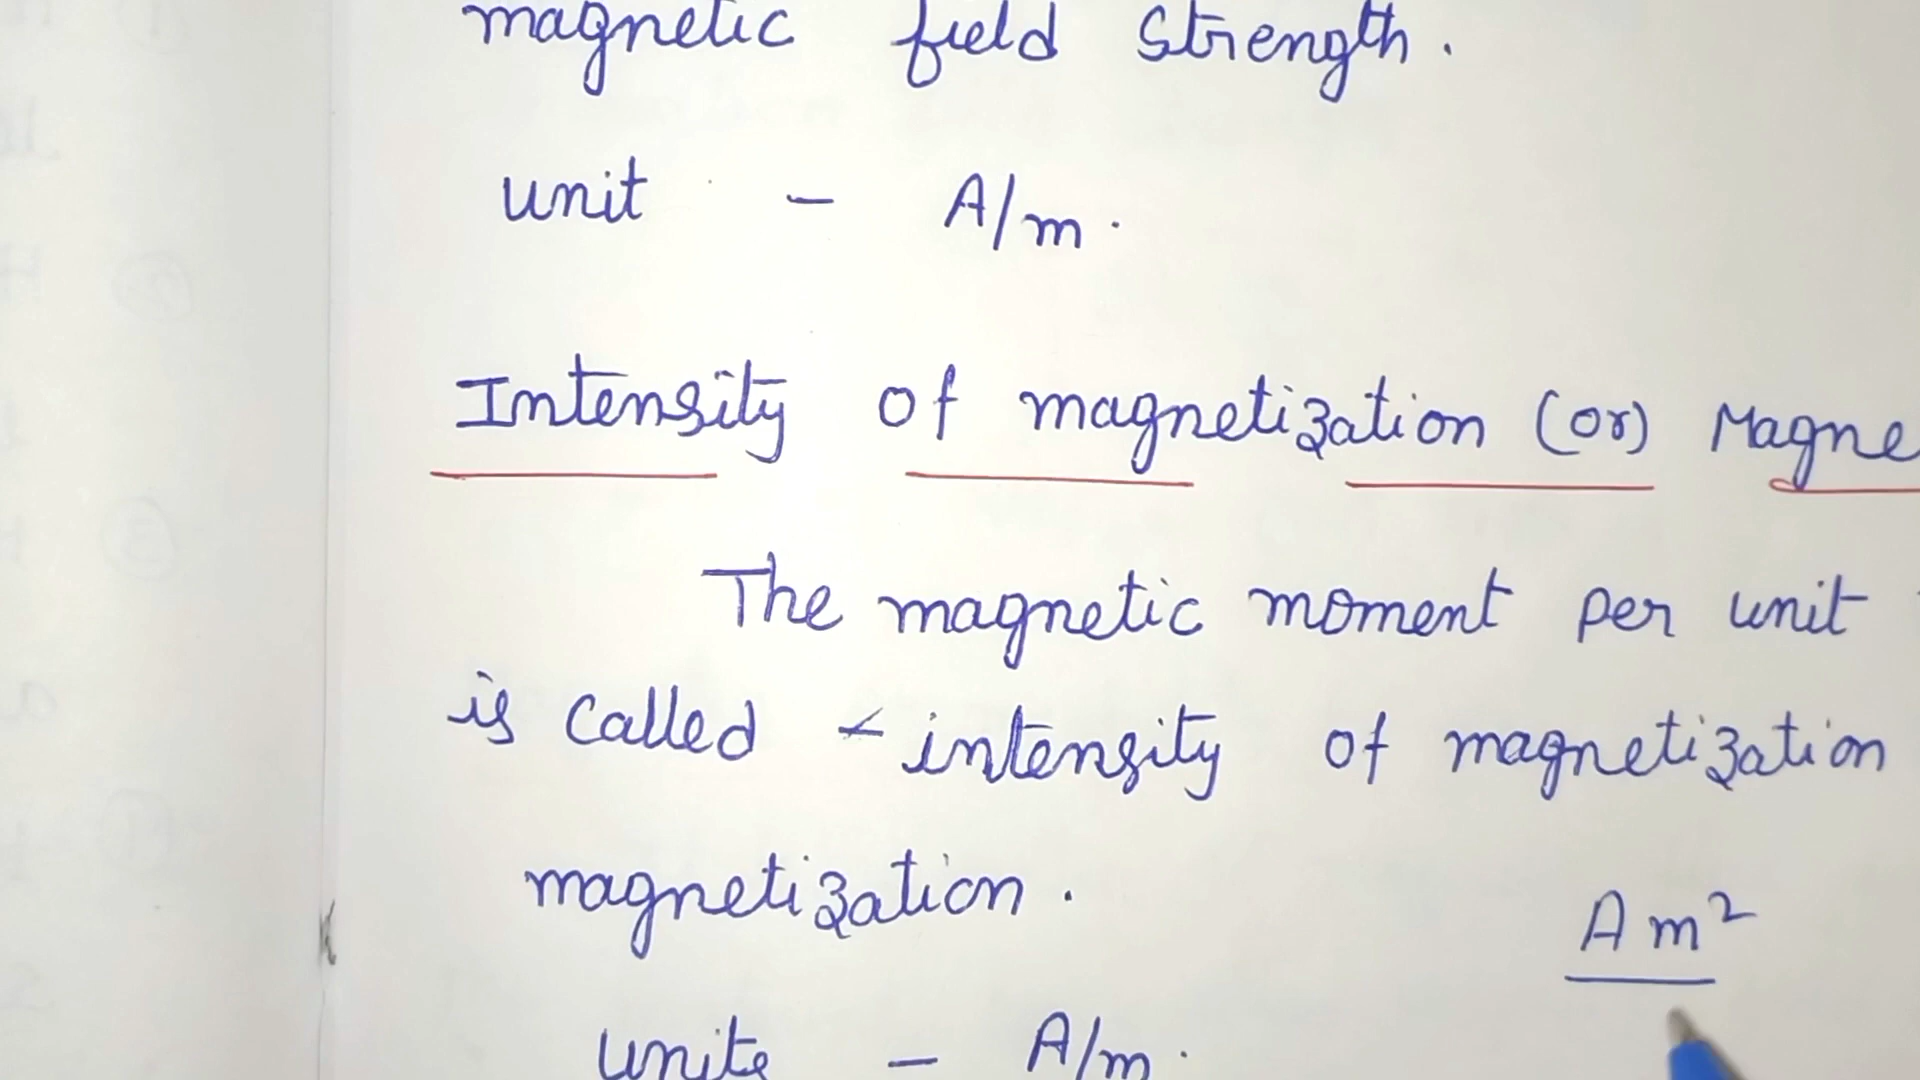 magnetic field Strength.
unit - A/m.
Intensity of magnetization (or) Magne
The magnetic moment per unit
is called intensity of magnetization
magnetization.
Am²
units - A/m.